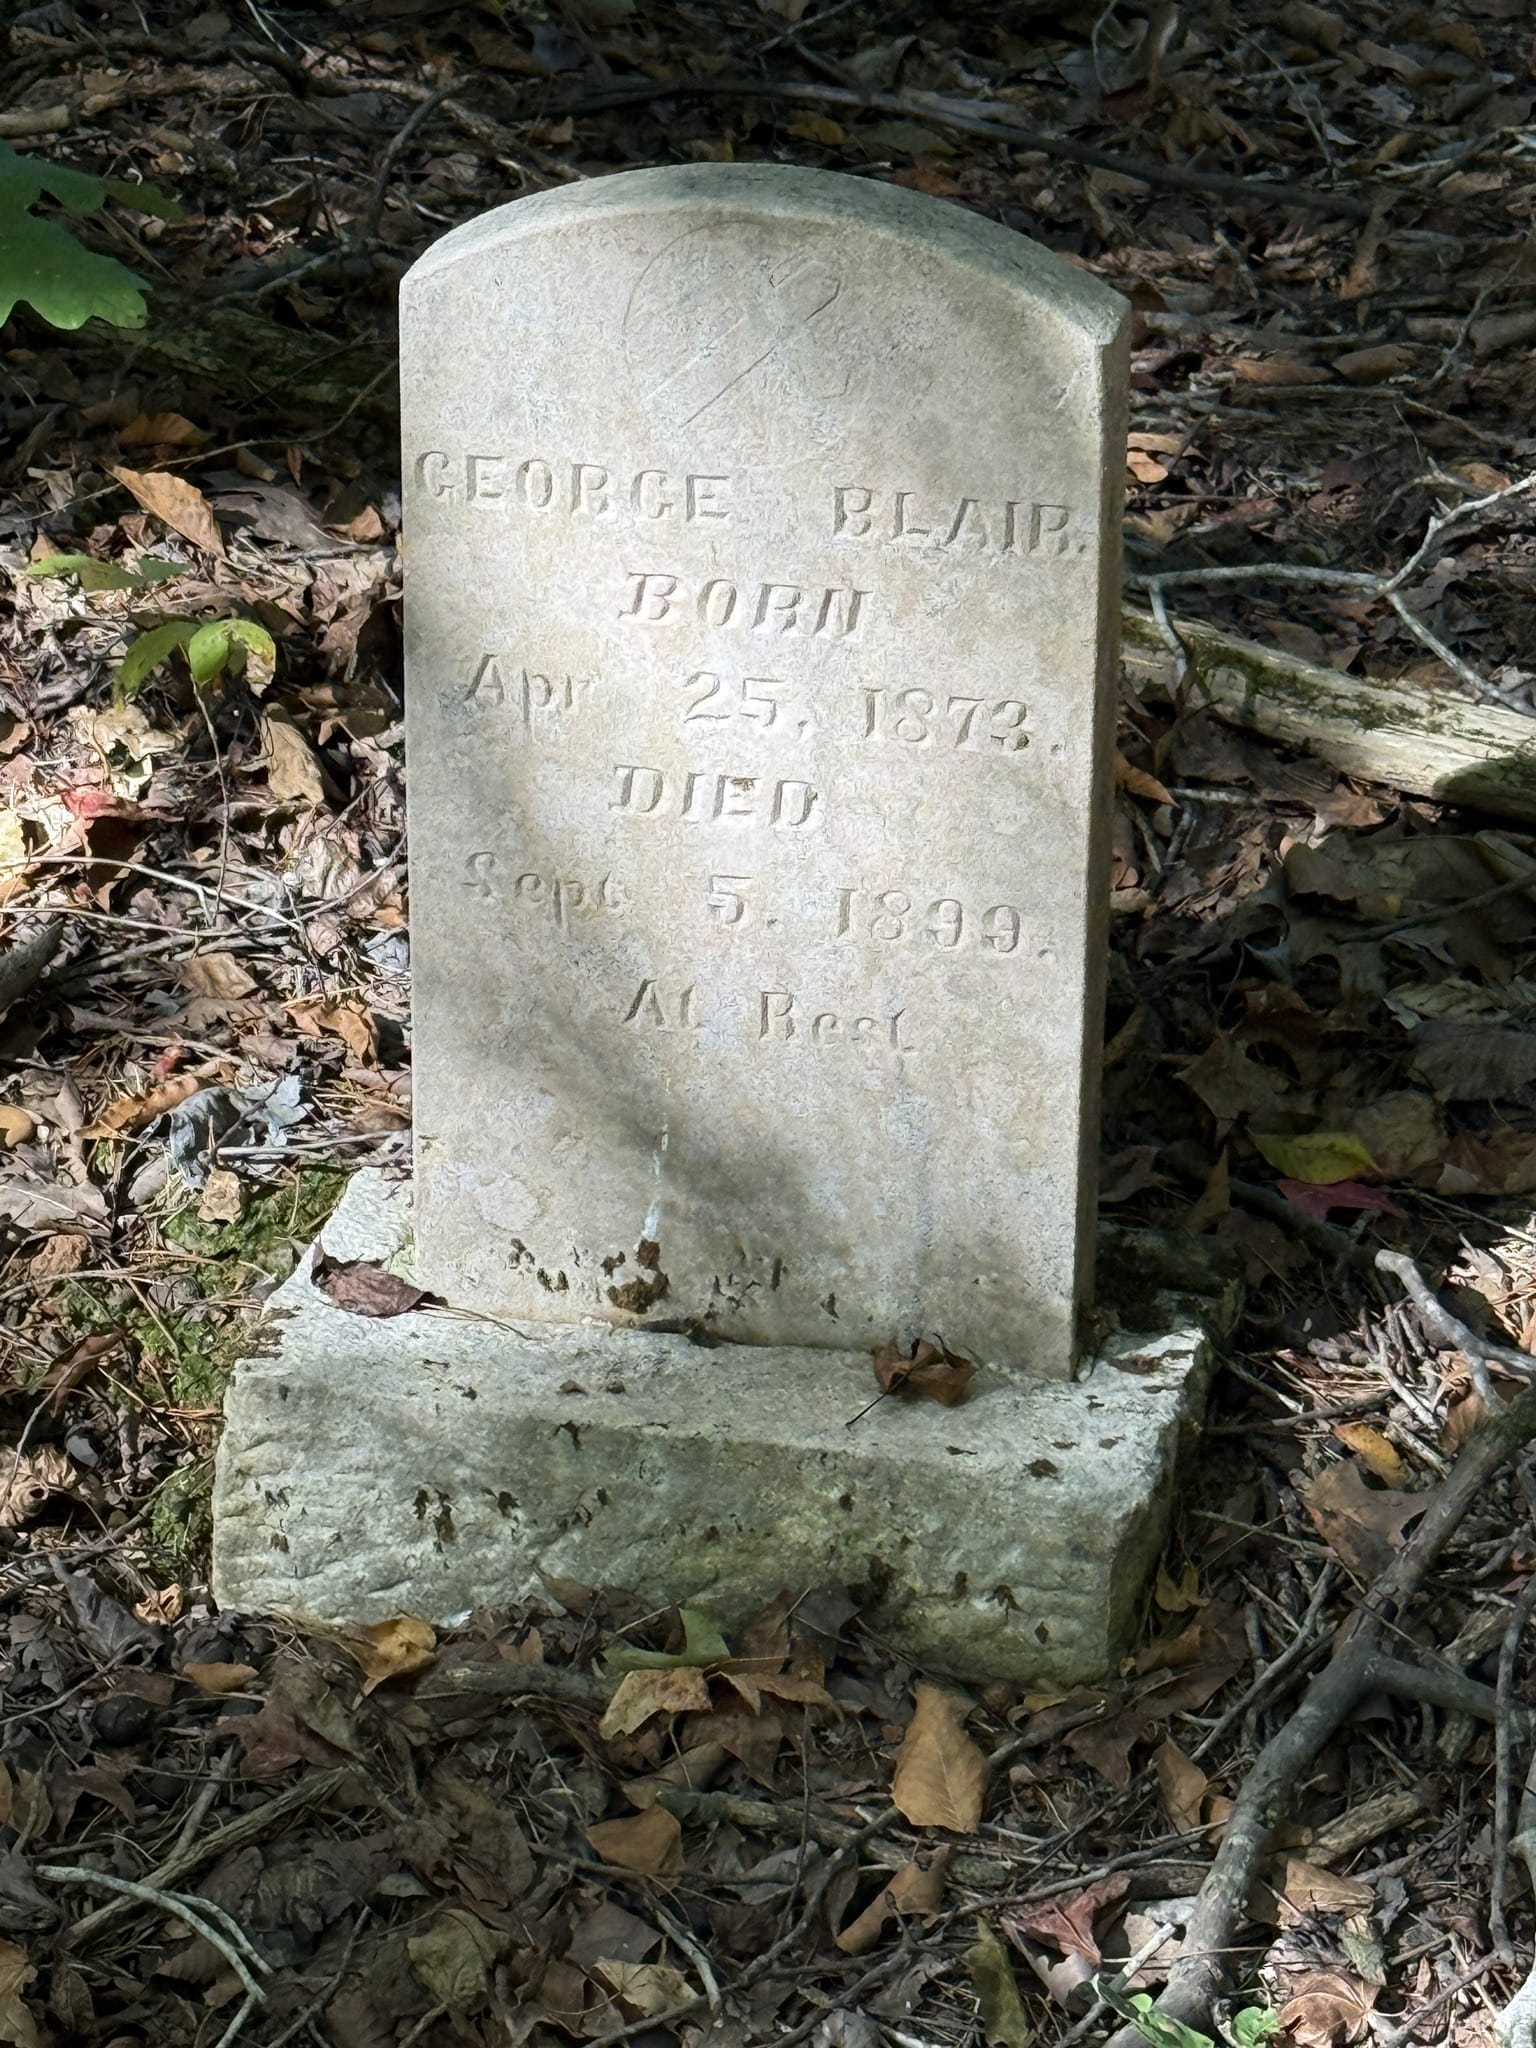 GEORGE BLAIR.
BORN
Apr 25, 1873.
DIED
Sept 5, 1899.
At Rest